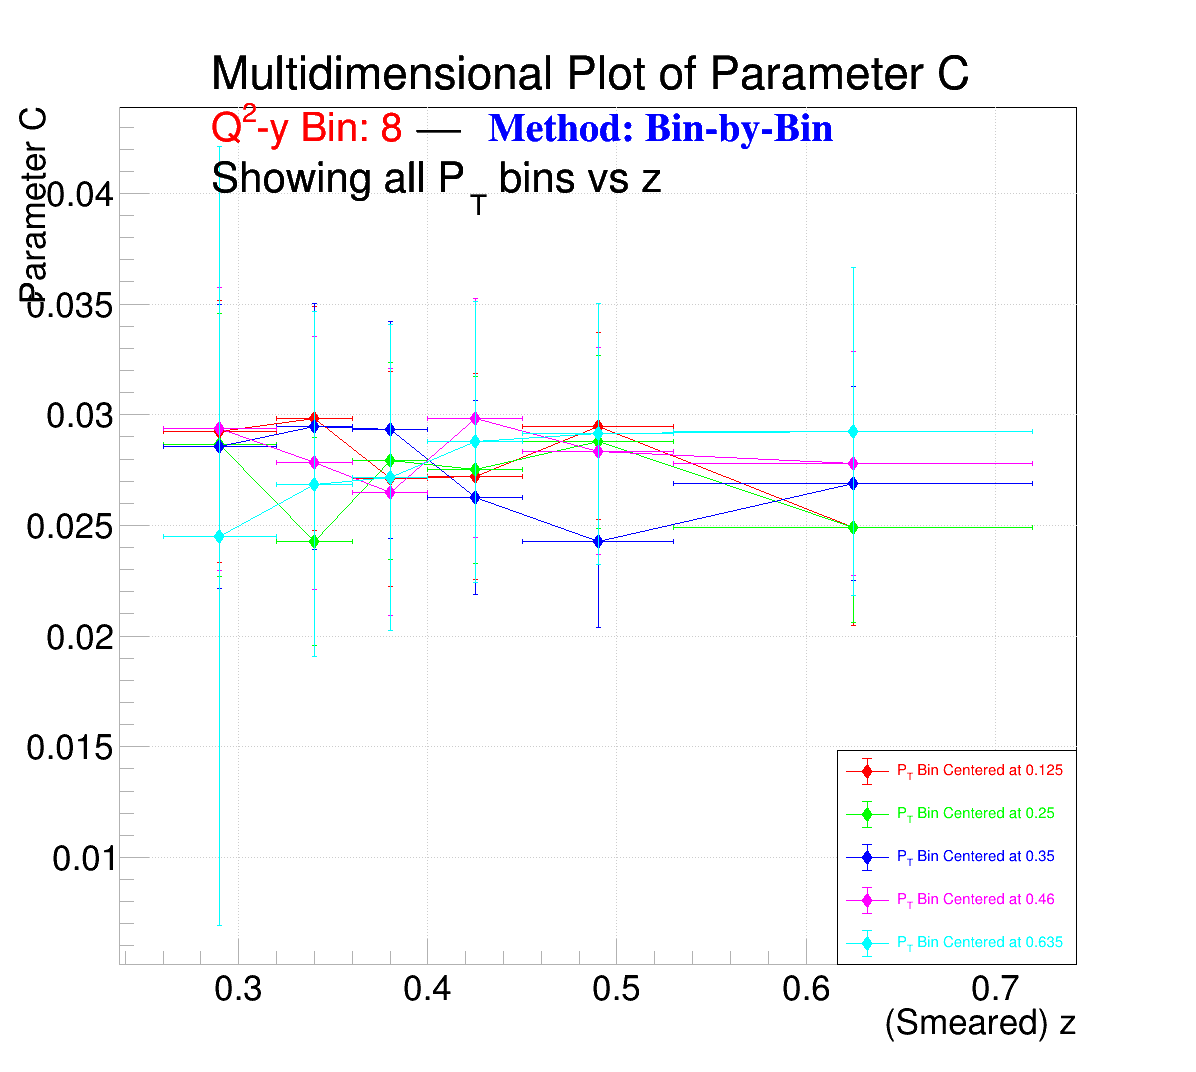 Multidimensional Plot of Parameter C
Q2-y Bin: 8 — Method: Bin-by-Bin
Showing all PT bins vs z
Parameter C
0.04
0.035
0.03
0.025
0.02
0.015
0.01
PT Bin Centered at 0.125
PT Bin Centered at 0.25
PT Bin Centered at 0.35
PT Bin Centered at 0.46
PT Bin Centered at 0.635
0.3 0.4 0.5 0.6 0.7
(Smeared) z